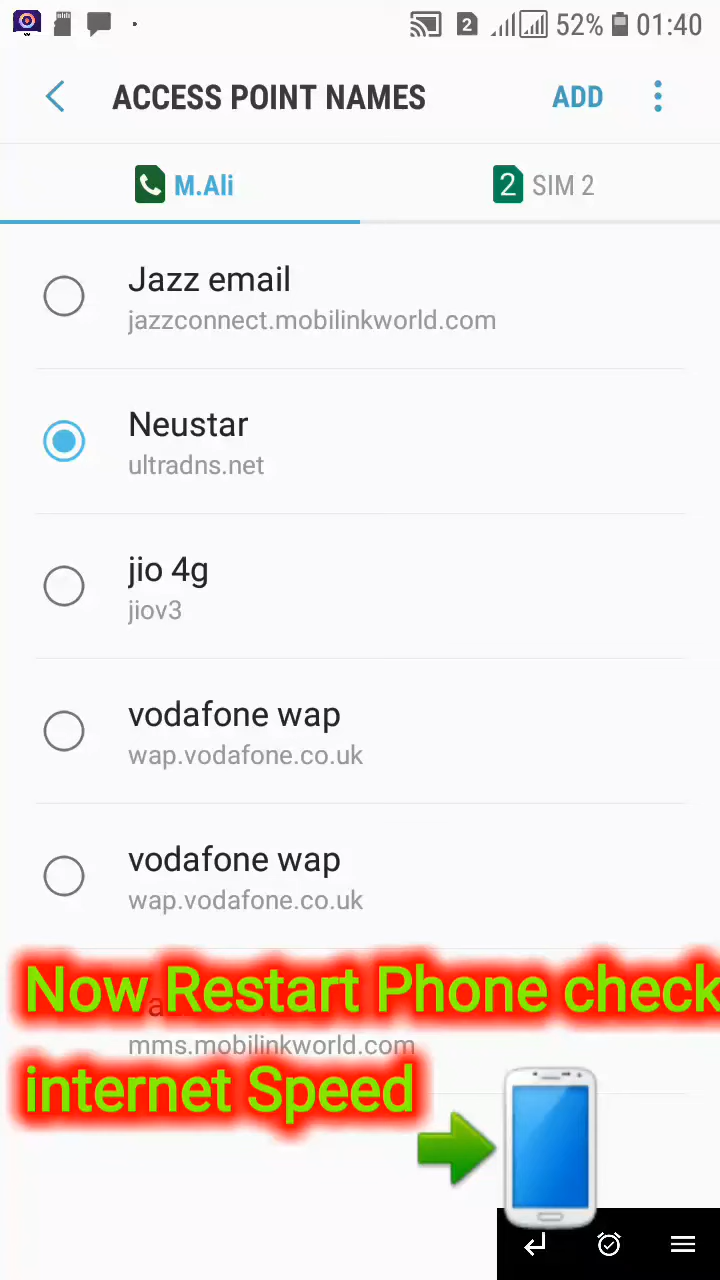 2 52% 01:40
ACCESS POINT NAMES ADD
M.Ali 2 SIM 2
Jazz email
jazzconnect.mobilinkworld.com
Neustar
ultradns.net
jio 4g
jiov3
vodafone wap
wap.vodafone.co.uk
vodafone wap
wap.vodafone.co.uk
Now Restart Phone check
mms.mobilinkworld.com
internet Speed